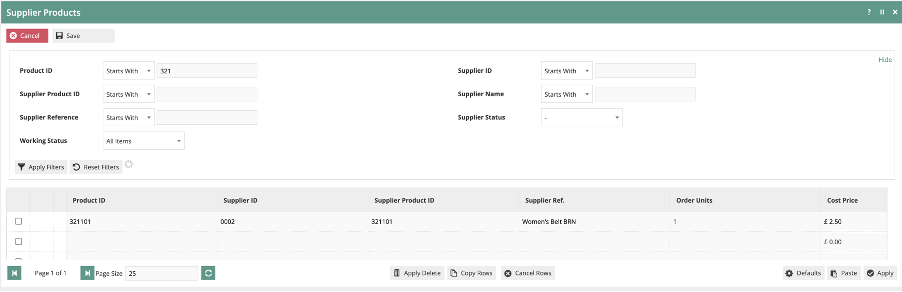 Supplier Products ? II ×
Cancel Save
Hide
Product ID Starts With 321 Supplier ID Starts With
Supplier Product ID Starts With Supplier Name Starts With
Supplier Reference Starts With Supplier Status -
Working Status All Items
Apply Filters Reset Filters
Product ID Supplier ID Supplier Product ID Supplier Ref. Order Units Cost Price
321101 0002 321101 Women's Belt BRN 1 £ 2.50
£ 0.00
Page 1 of 1 Page Size 25 Apply Delete Copy Rows Cancel Rows Defaults Paste Apply